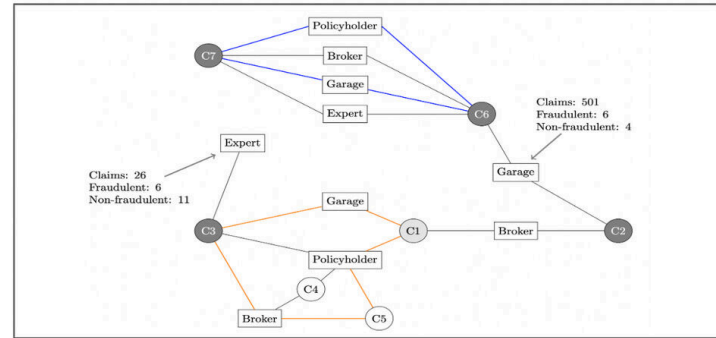 Policyholder
C7
Broker
Garage
Expert
C6
Claims: 501
Fraudulent: 6
Non-fraudulent: 4
Expert
Claims: 26
Fraudulent: 6
Non-fraudulent: 11
Garage
Garage
C3
C1
Broker
C2
Policyholder
C4
Broker
C5